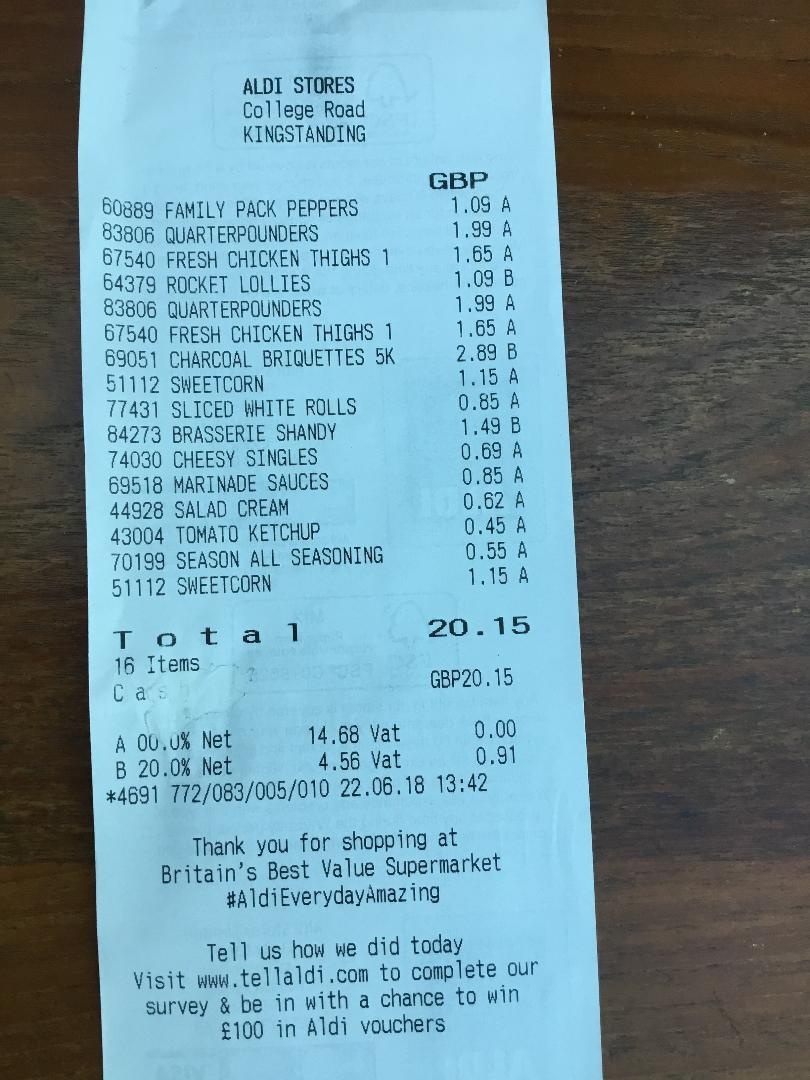 ALDI STORES
College Road
KINGSTANDING
GBP
60889 FAMILY PACK PEPPERS 1.09 A
83806 QUARTERPOUNDERS 1.99 A
67540 FRESH CHICKEN THIGHS 1 1.65 A
64379 ROCKET LOLLIES 1.09 B
83806 QUARTERPOUNDERS 1.99 A
67540 FRESH CHICKEN THIGHS 1 1.65 A
69051 CHARCOAL BRIQUETTES 5K 2.89 B
51112 SWEETCORN 1.15 A
77431 SLICED WHITE ROLLS 0.85 A
84273 BRASSERIE SHANDY 1.49 B
74030 CHEESY SINGLES 0.69 A
69518 MARINADE SAUCES 0.85 A
44928 SALAD CREAM 0.62 A
43004 TOMATO KETCHUP 0.45 A
70199 SEASON ALL SEASONING 0.55 A
51112 SWEETCORN 1.15 A
Total 20.15
16 Items
GBP20.15
A 00.0% Net 14.68 Vat 0.00
B 20.0% Net 4.56 Vat 0.91
*4691 772/083/005/010 22.06.18 13:42
Thank you for shopping at
Britain's Best Value Supermarket
#AldiEverydayAmazing
Tell us how we did today
Visit www.tellaldi.com to complete our
survey & be in with a chance to win
£100 in Aldi vouchers